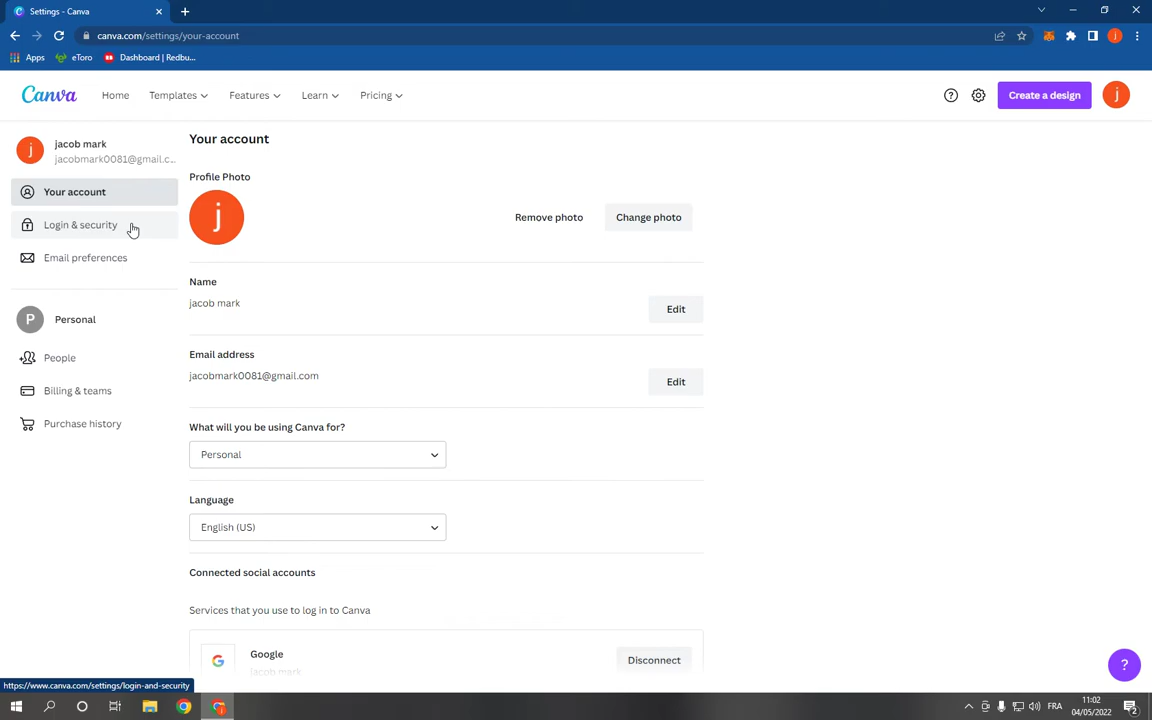 Settings - Canva
canva.com/settings/your-account
j
Apps
eToro
Dashboard | Redbu...
Canva
Home
Templates
Features
Learn
Pricing
Create a design
j
j
jacob mark
jacobmark0081@gmail.c...
Your account
Login & security
Email preferences
P
Personal
People
Billing & teams
Purchase history
Your account
Profile Photo
j
Remove photo
Change photo
Name
jacob mark
Edit
Email address
jacobmark0081@gmail.com
Edit
What will you be using Canva for?
Personal
Language
English (US)
Connected social accounts
Services that you use to log in to Canva
Google
jacob mark
Disconnect
?
https://www.canva.com/settings/login-and-security
FRA
11:02
04/05/2022
2